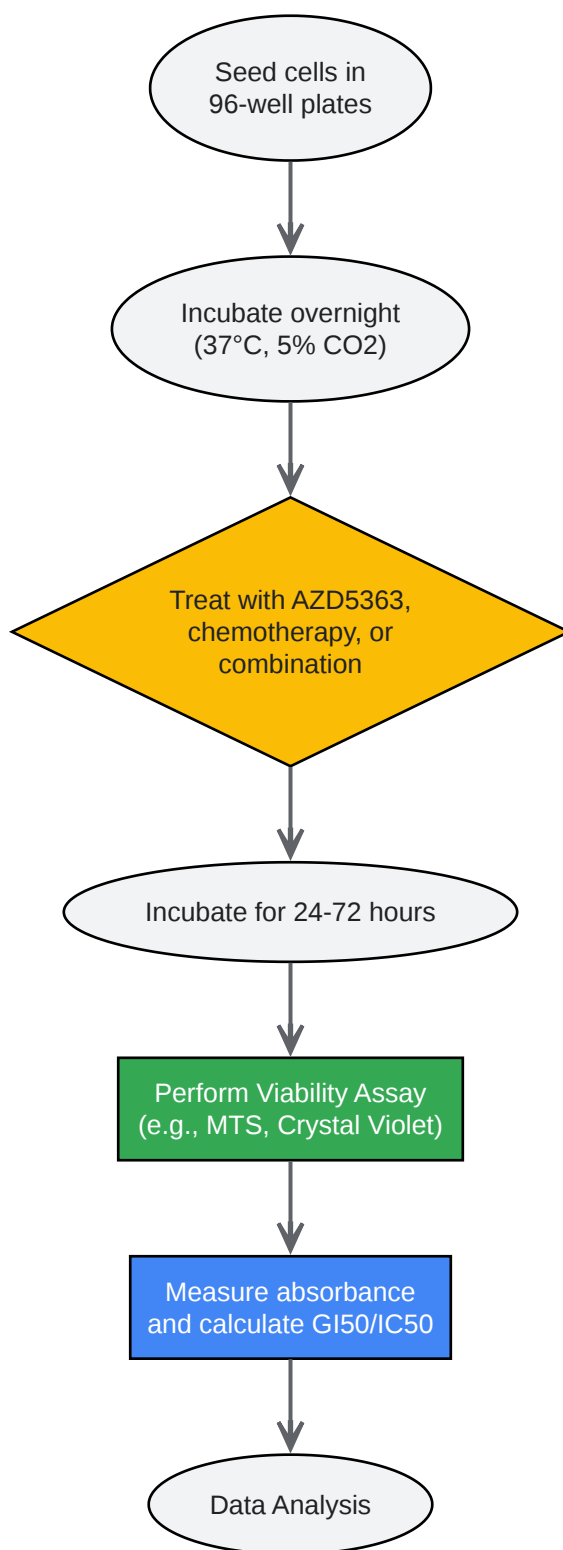 Seed cells in
96-well plates
Incubate overnight
(37°C, 5% CO2)
Treat with AZD5363,
chemotherapy, or
combination
Incubate for 24-72 hours
Perform Viability Assay
(e.g., MTS, Crystal Violet)
Measure absorbance
and calculate GI50/IC50
Data Analysis